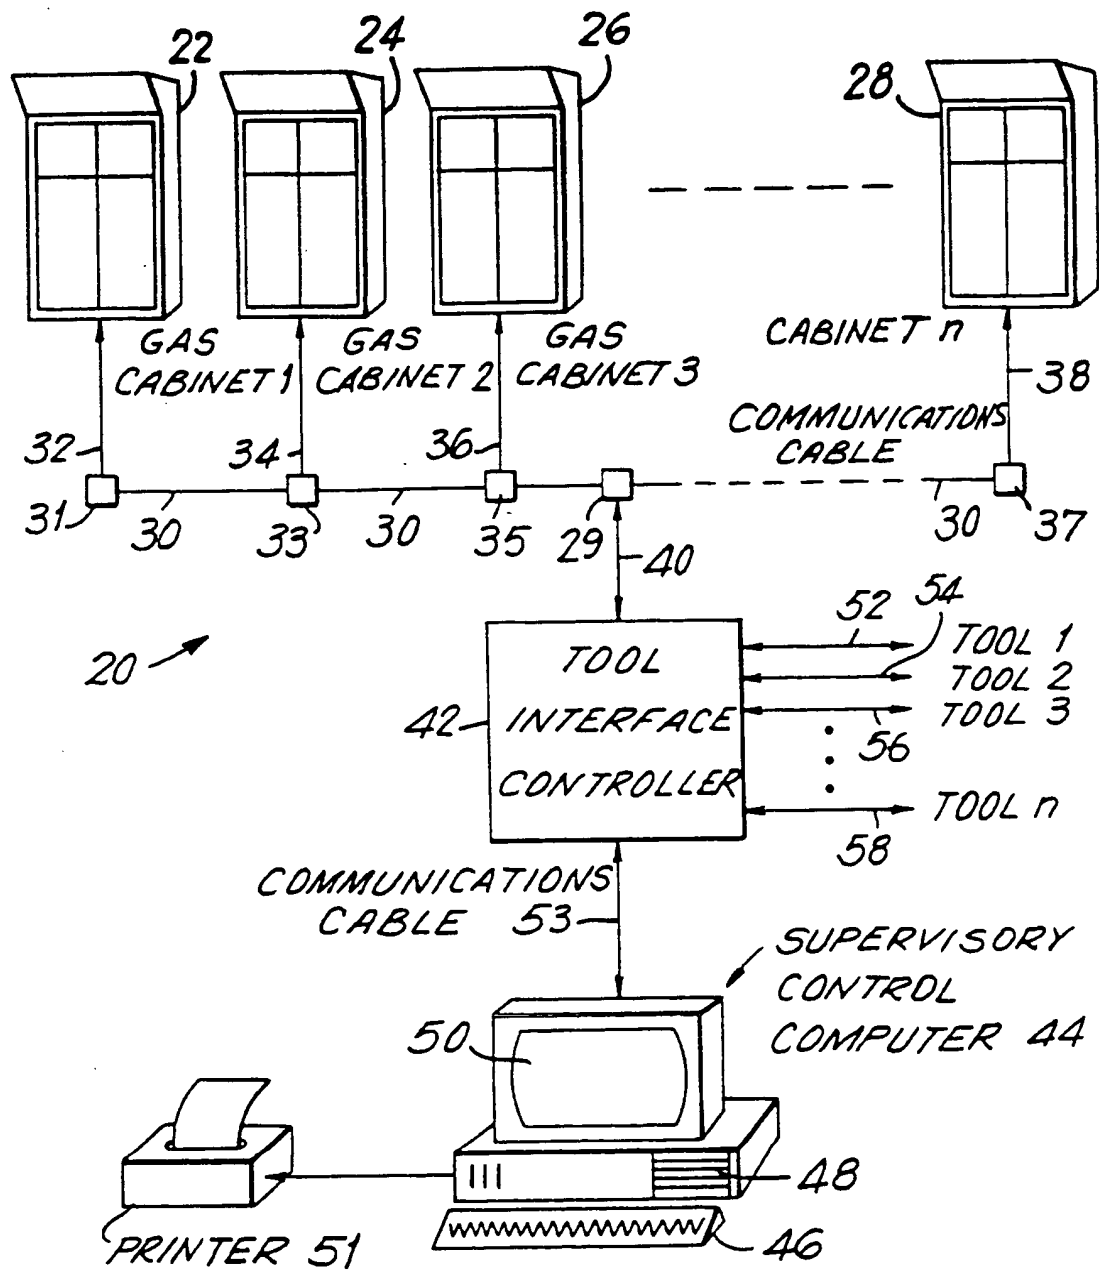 22
24
26
28
GAS
CABINET 1
GAS
CABINET 2
GAS
CABINET 3
CABINET n
38
COMMUNICATIONS
CABLE
32
34
36
31
30
33
30
35
29
30
37
40
20
42
TOOL
INTERFACE
CONTROLLER
52
54
TOOL 1
TOOL 2
TOOL 3
56
TOOL n
58
COMMUNICATIONS
CABLE 53
SUPERVISORY
CONTROL
COMPUTER 44
50
48
46
PRINTER 51